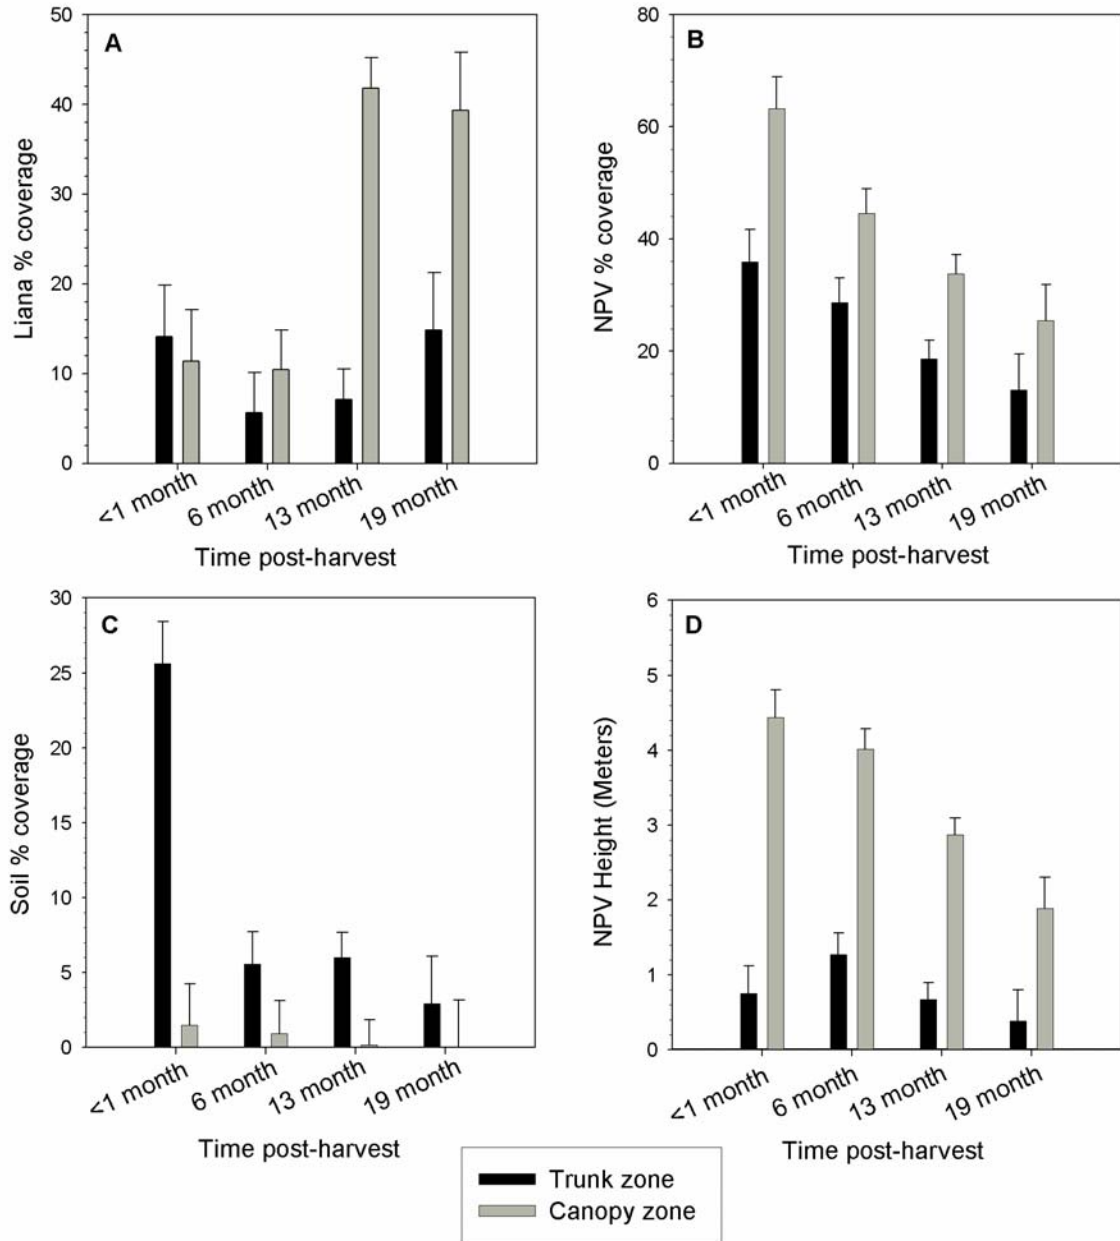 A
Liana % coverage
50
40
30
20
10
0
<1 month
6 month
13 month
19 month
Time post-harvest
B
NPV % coverage
80
60
40
20
0
<1 month
6 month
13 month
19 month
Time post-harvest
C
Soil % coverage
30
25
20
15
10
5
0
<1 month
6 month
13 month
19 month
Time post-harvest
D
NPV Height (Meters)
6
5
4
3
2
1
0
<1 month
6 month
13 month
19 month
Time post-harvest
Trunk zone
Canopy zone